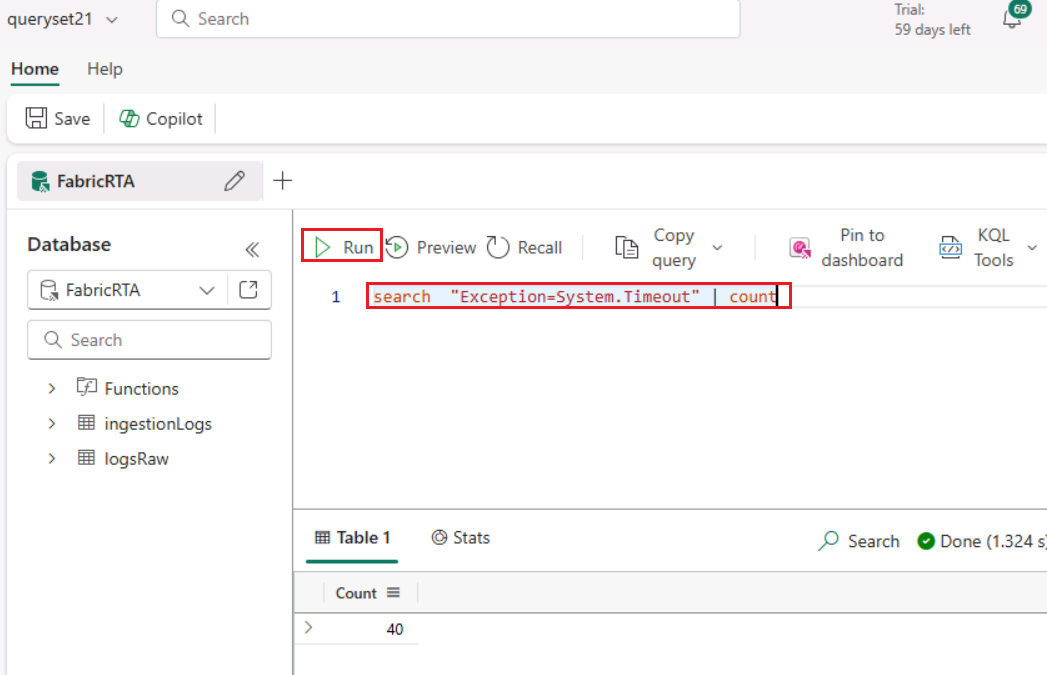 queryset21
Search
Trial:
59 days left
69
Home
Help
Save
Copilot
FabricRTA
Database
FabricRTA
Search
Functions
ingestionLogs
logsRaw
Run
Preview
Recall
Copy
query
Pin to
dashboard
KQL
Tools
1
search  "Exception=System.Timeout" | count
Table 1
Stats
Search
Done (1.324 s)
Count
40